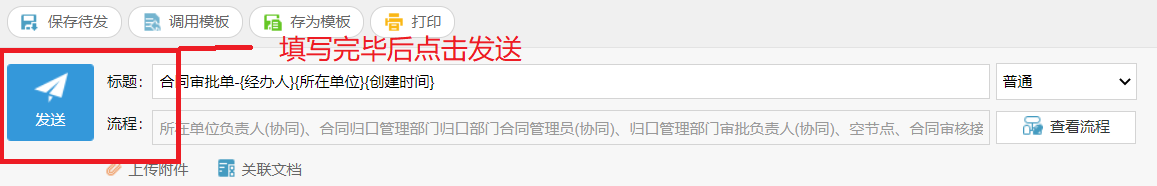 保存待发 调用模板 存为模板 打印
填写完毕后点击发送
发送
标题： 合同审批单-{经办人}{所在单位}{创建时间} 普通
流程： 所在单位负责人(协同)、合同归口管理部门归口部门合同管理员(协同)、归口管理部门审批负责人(协同)、空节点、合同审核接 查看流程
上传附件 关联文档